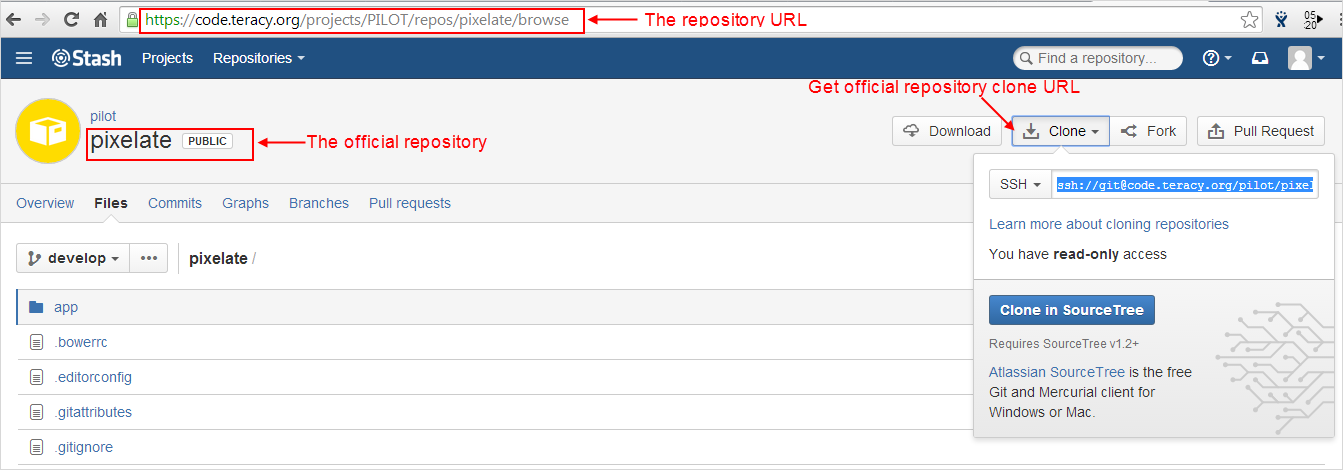 https://code.teracy.org/projects/PILOT/repos/pixelate/browse
The repository URL
05
20
Stash
Projects
Repositories
Find a repository...
Get official repository clone URL
pilot
pixelate PUBLIC
The official repository
Download
Clone
Fork
Pull Request
SSH
ssh://git@code.teracy.org/pilot/pixel
Learn more about cloning repositories
You have read-only access
Overview
Files
Commits
Graphs
Branches
Pull requests
develop
pixelate /
app
.bowerrc
.editorconfig
.gitattributes
.gitignore
Clone in SourceTree
Requires SourceTree v1.2+
Atlassian SourceTree is the free
Git and Mercurial client for
Windows or Mac.